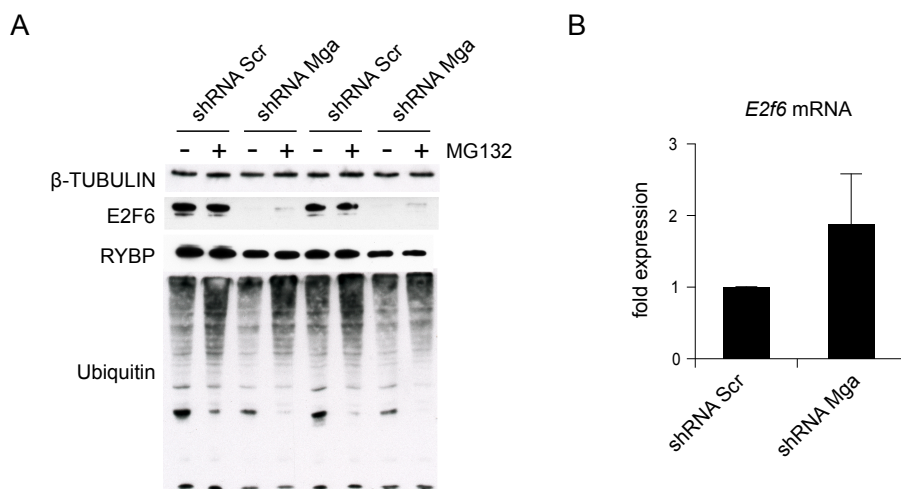 A
shRNA Scr
shRNA Mga
shRNA Scr
shRNA Mga
- + - + - + - + MG132
β-TUBULIN
E2F6
RYBP
Ubiquitin
B
E2f6 mRNA
fold expression
3
2
1
0
shRNA Scr
shRNA Mga